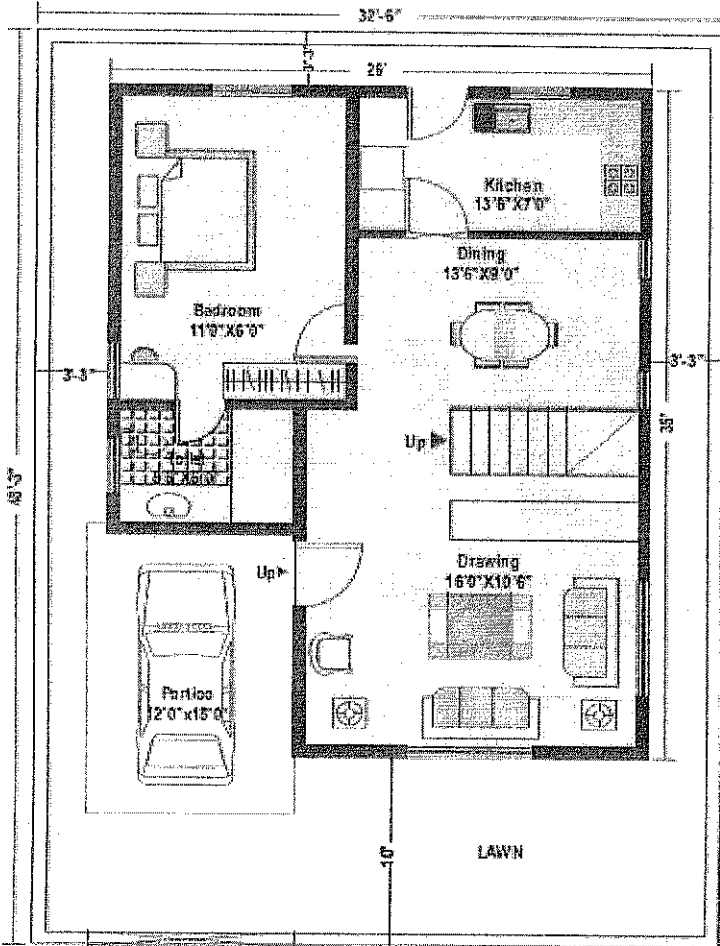 32'-6"
26'
Kitchen
13'6"X7'0"
Dining
13'6"X9'0"
Bedroom
3'-3"
3'-3"
35'
Up
Up
Drawing
16'0"X10'6"
Portico
12'0"x15'0"
10'
LAWN